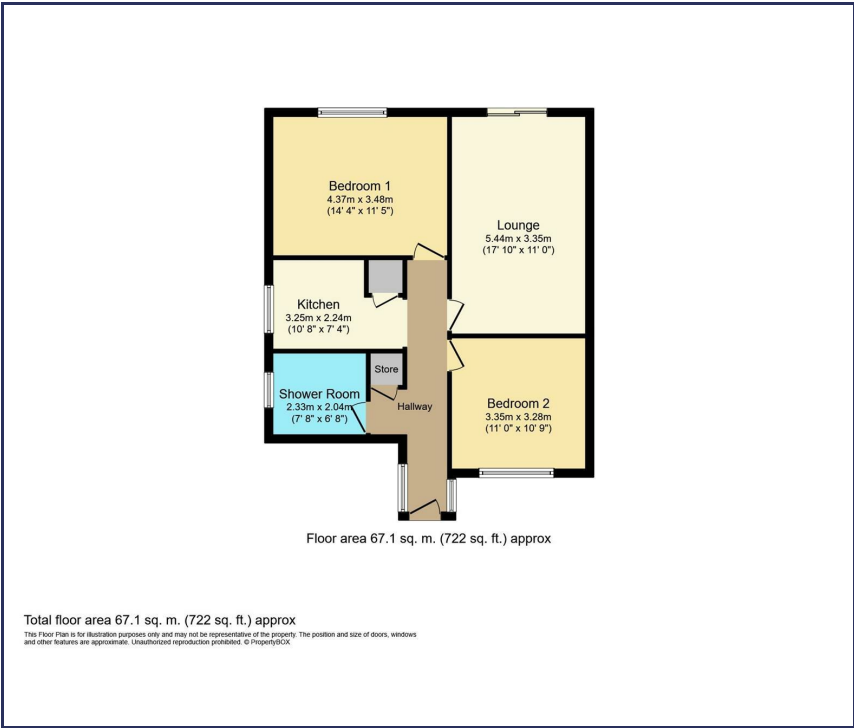 Bedroom 1
4.37m x 3.48m
(14' 4" x 11' 5")
Lounge
5.44m x 3.35m
(17' 10" x 11' 0")
Kitchen
3.25m x 2.24m
(10' 8" x 7' 4")
Store
Shower Room
2.33m x 2.04m
(7' 8" x 6' 8")
Hallway
Bedroom 2
3.35m x 3.28m
(11' 0" x 10' 9")
Floor area 67.1 sq. m. (722 sq. ft.) approx
Total floor area 67.1 sq. m. (722 sq. ft.) approx
This Floor Plan is for illustration purposes only and may not be representative of the property. The position and size of doors, windows
and other features are approximate. Unauthorized reproduction prohibited. © PropertyBOX